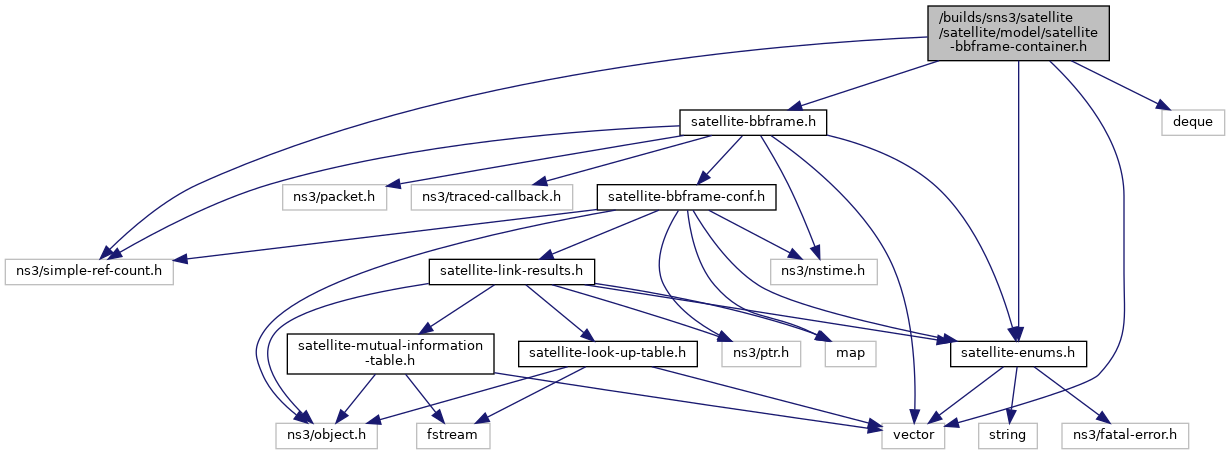 /builds/sns3/satellite
/satellite/model/satellite
-bbframe-container.h
satellite-bbframe.h
deque
ns3/packet.h
ns3/traced-callback.h
satellite-bbframe-conf.h
ns3/simple-ref-count.h
satellite-link-results.h
ns3/nstime.h
satellite-mutual-information
-table.h
satellite-look-up-table.h
ns3/ptr.h
map
satellite-enums.h
ns3/object.h
fstream
vector
string
ns3/fatal-error.h